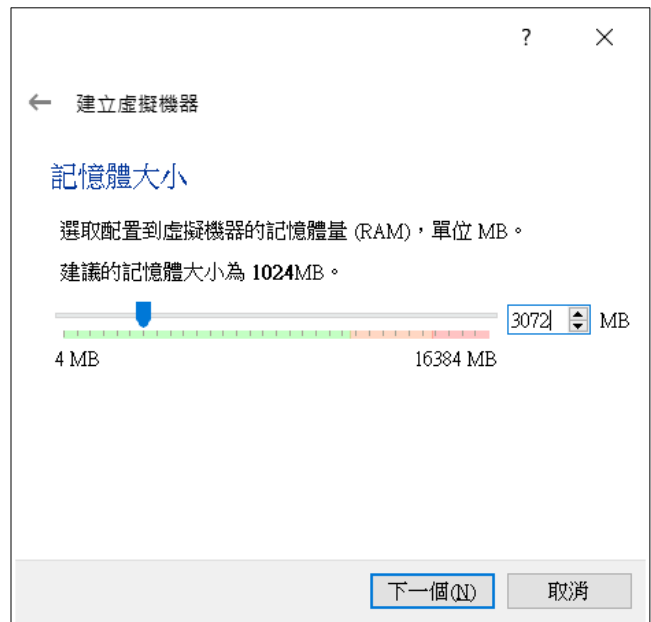 ?
建立虛擬機器
記憶體大小
選取配置到虛擬機器的記憶體量 (RAM)，單位 MB。
建議的記憶體大小為 1024MB。
3072 MB
4 MB 16384 MB
下一個(N) 取消